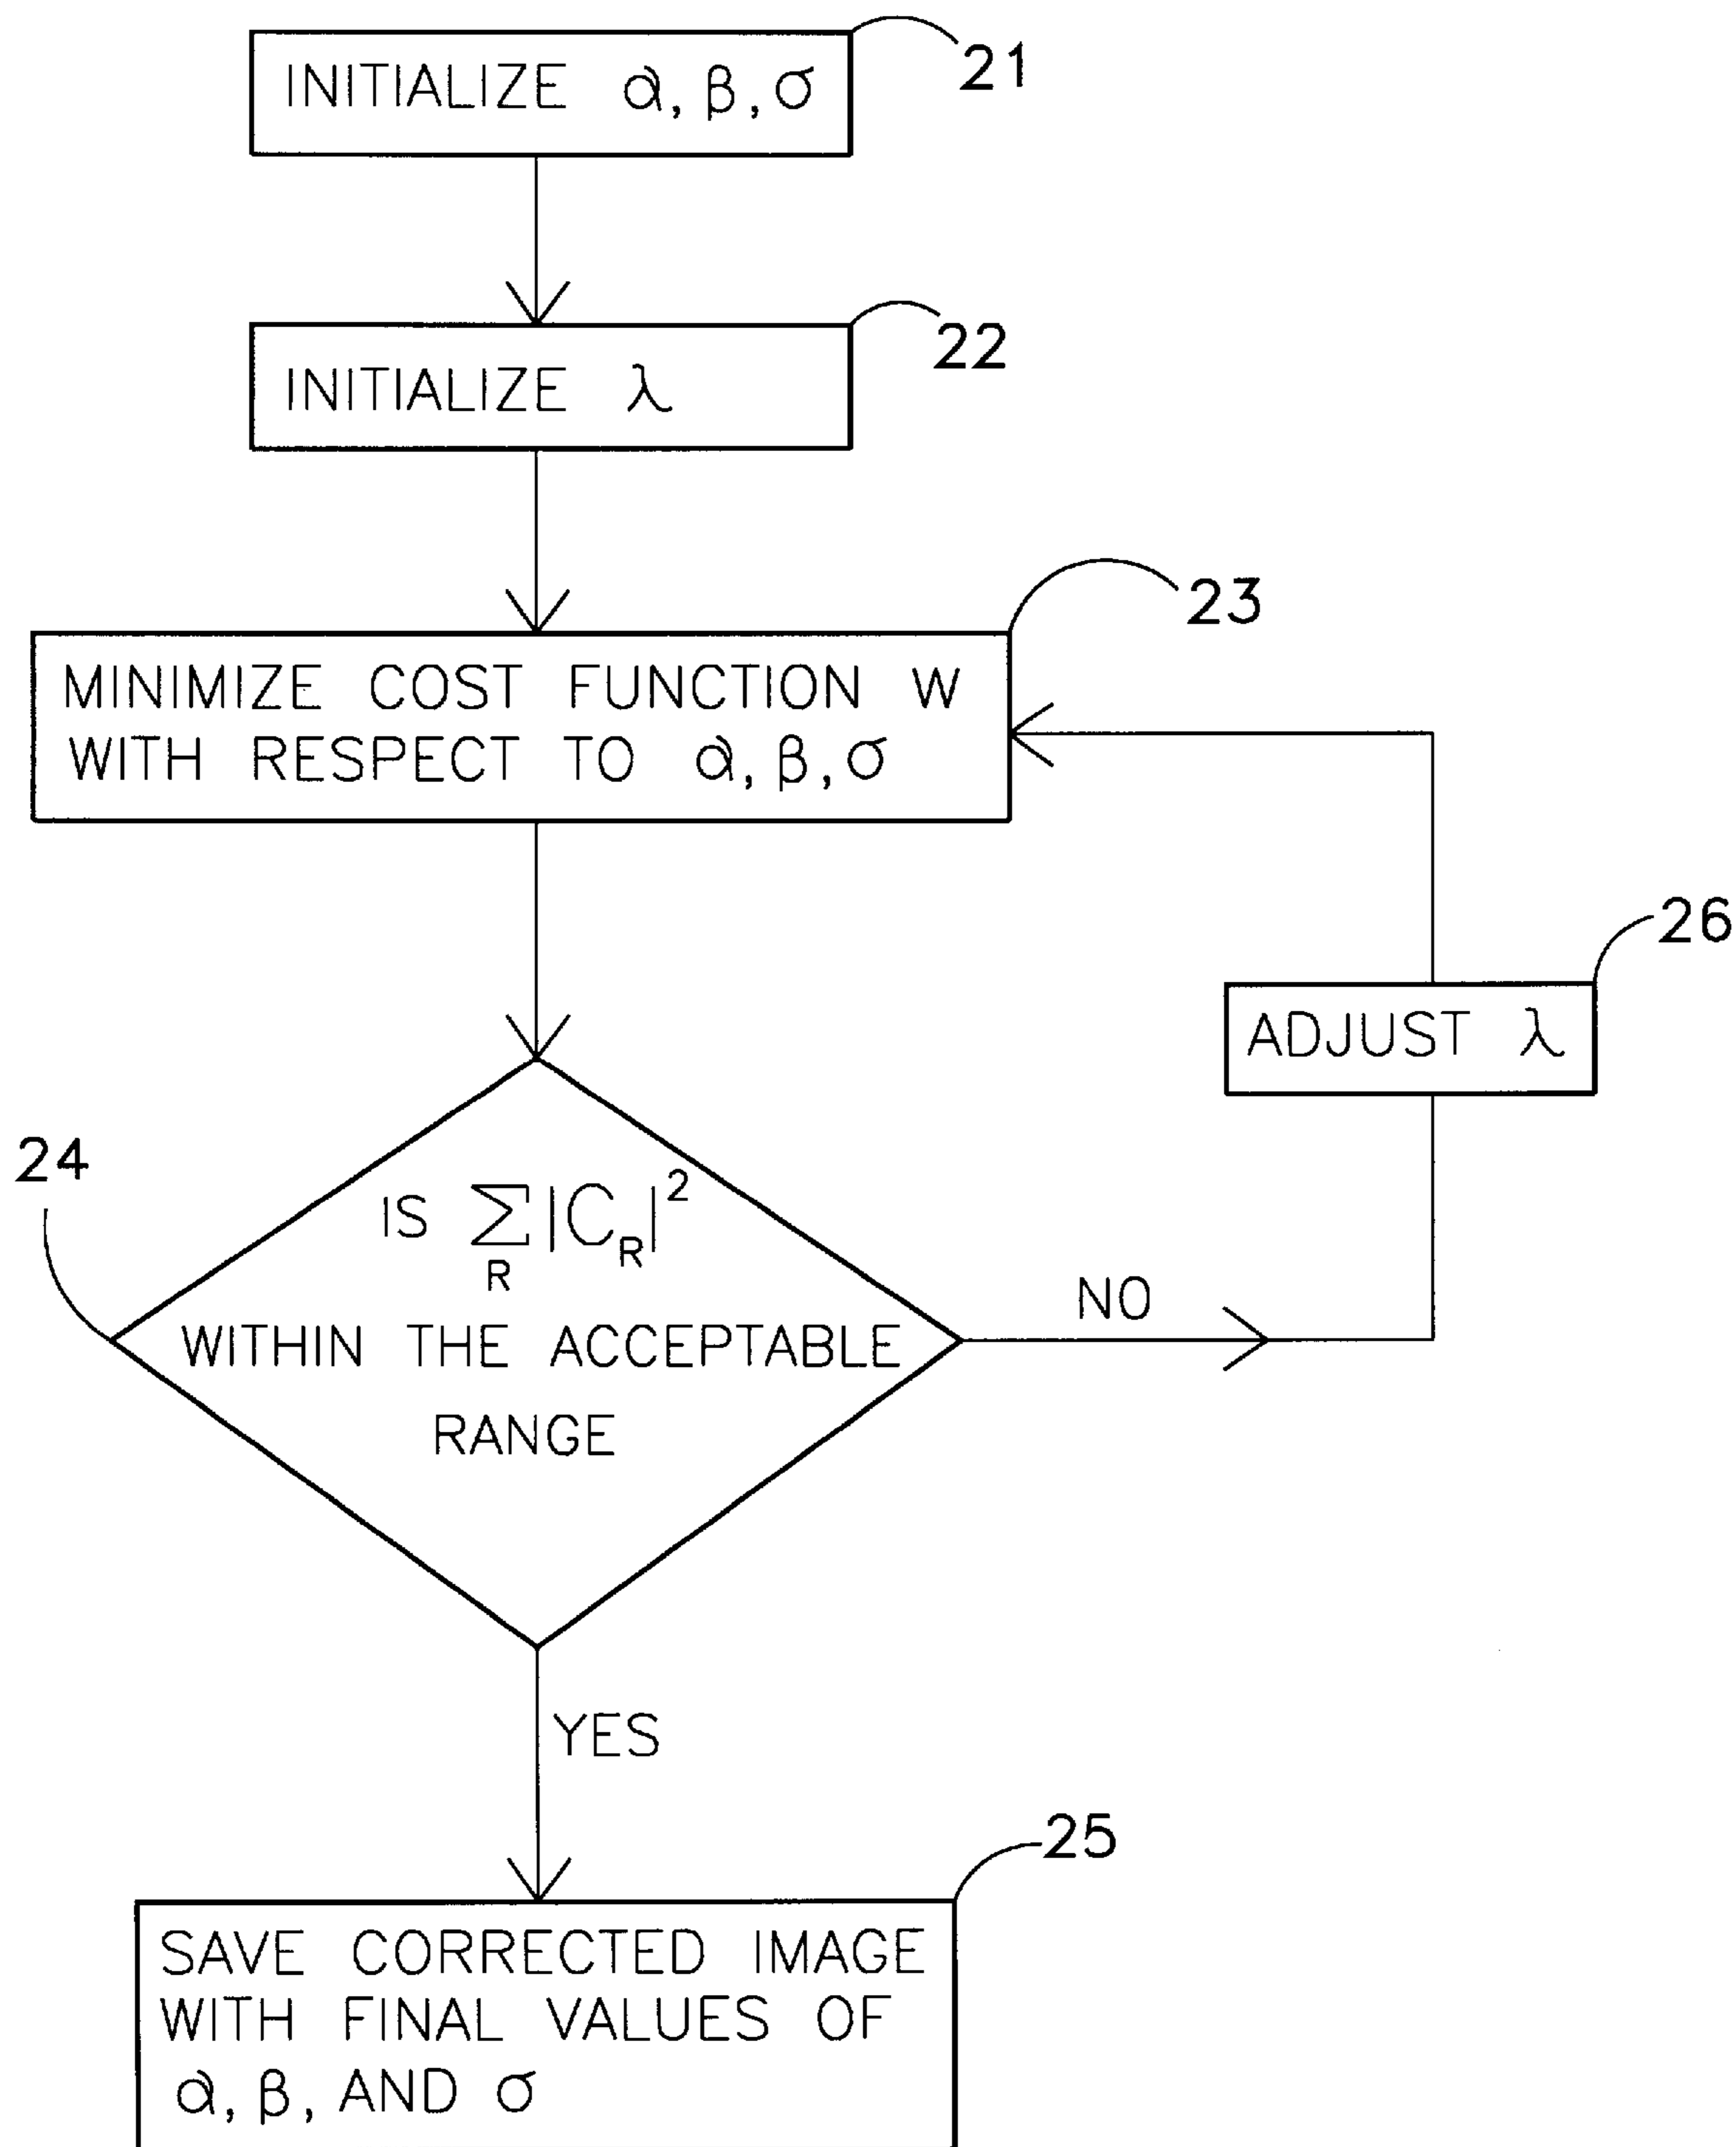 21
INITIALIZE α, β, σ
22
INITIALIZE λ
23
MINIMIZE COST FUNCTION W
WITH RESPECT TO α, β, σ
26
ADJUST λ
24
IS ∑|C_R|²
R
WITHIN THE ACCEPTABLE
RANGE
NO
YES
25
SAVE CORRECTED IMAGE
WITH FINAL VALUES OF
α, β, AND σ